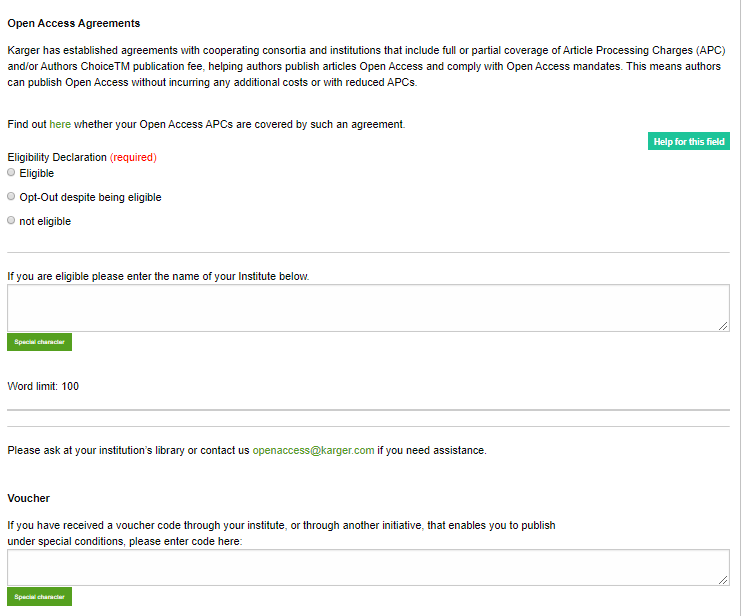 Open Access Agreements
Karger has established agreements with cooperating consortia and institutions that include full or partial coverage of Article Processing Charges (APC)
and/or Authors ChoiceTM publication fee, helping authors publish articles Open Access and comply with Open Access mandates. This means authors
can publish Open Access without incurring any additional costs or with reduced APCs.
Find out here whether your Open Access APCs are covered by such an agreement.
Help for this field
Eligibility Declaration (required)
Eligible
Opt-Out despite being eligible
not eligible
If you are eligible please enter the name of your Institute below.
Special character
Word limit: 100
Please ask at your institution's library or contact us openaccess@karger.com if you need assistance.
Voucher
If you have received a voucher code through your institute, or through another initiative, that enables you to publish
under special conditions, please enter code here:
Special character